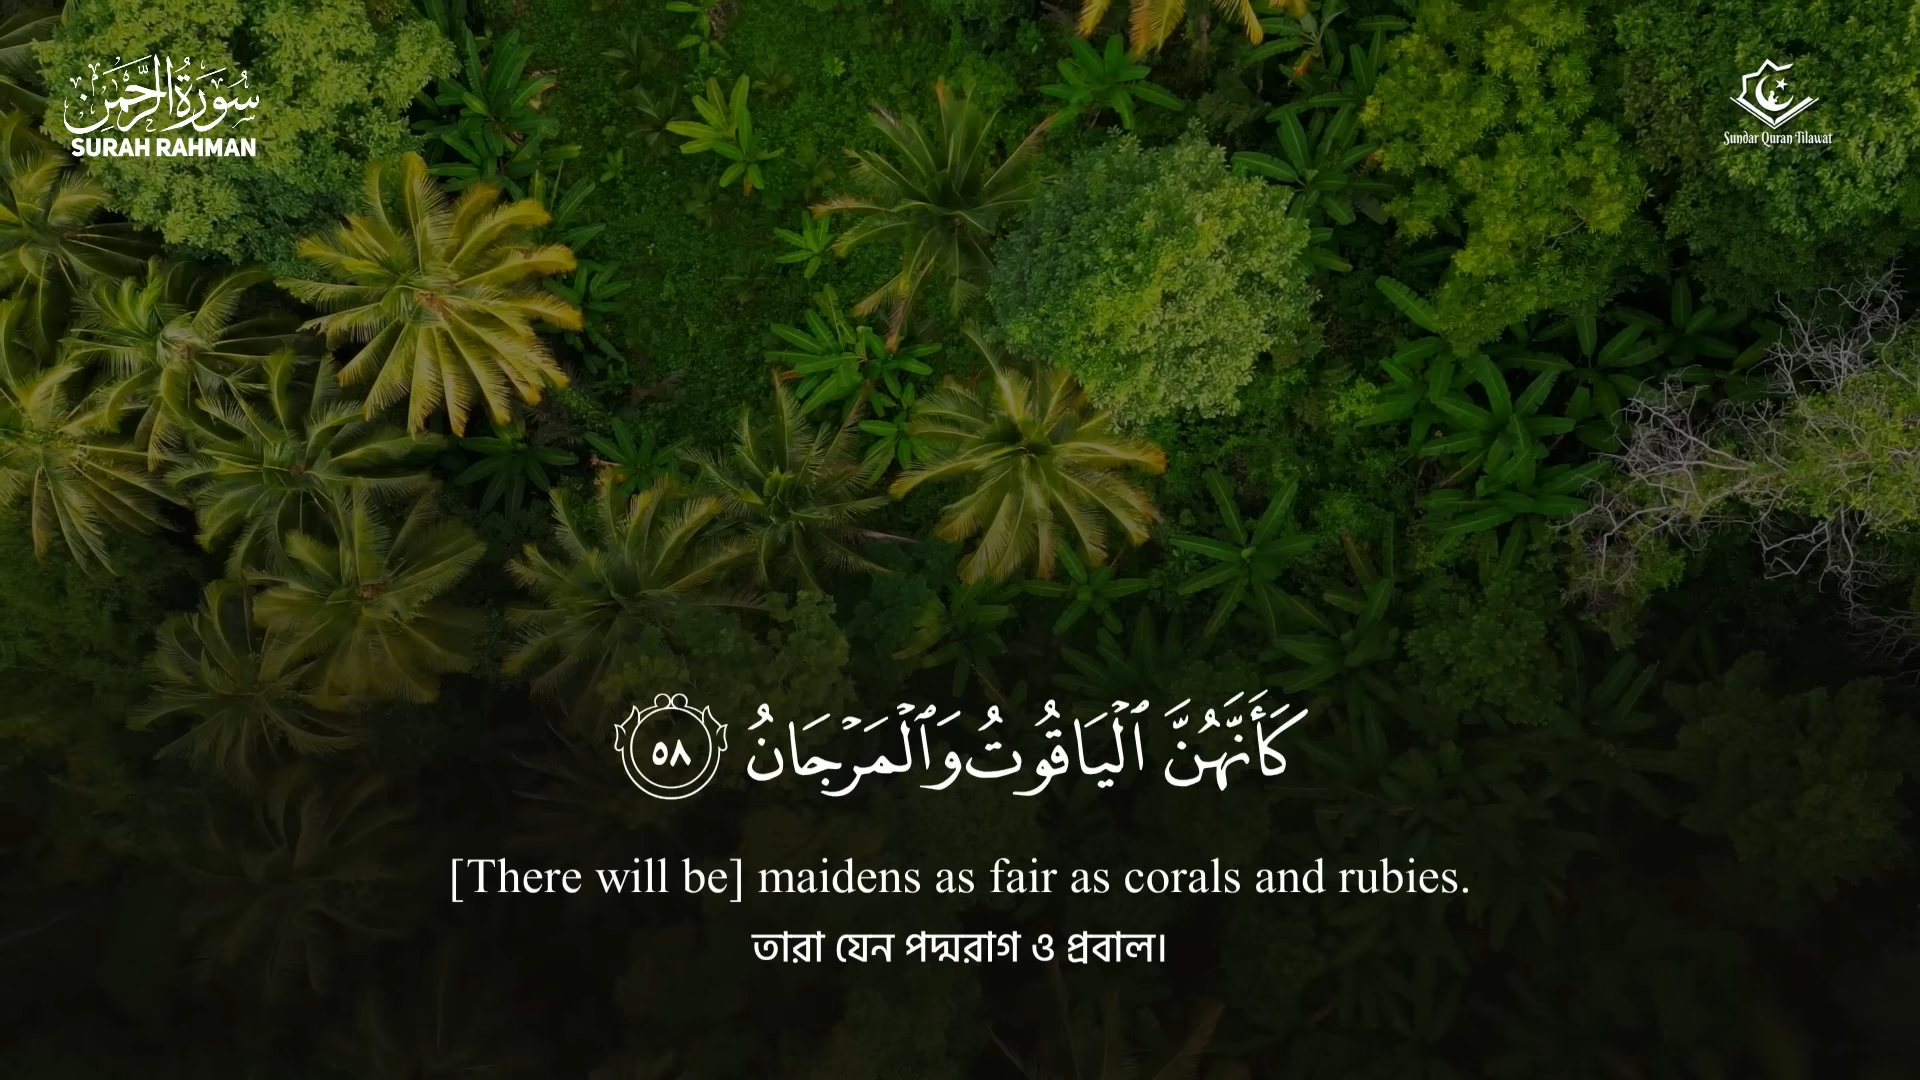 سُورَةُ الرَّحْمَٰن
SURAH RAHMAN
Sundar Quran Tilawat
كَأَنَّهُنَّ ٱلْيَاقُوتُ وَٱلْمَرْجَانُ ٥٨
[There will be] maidens as fair as corals and rubies.
তারা যেন পদ্মরাগ ও প্রবাল।